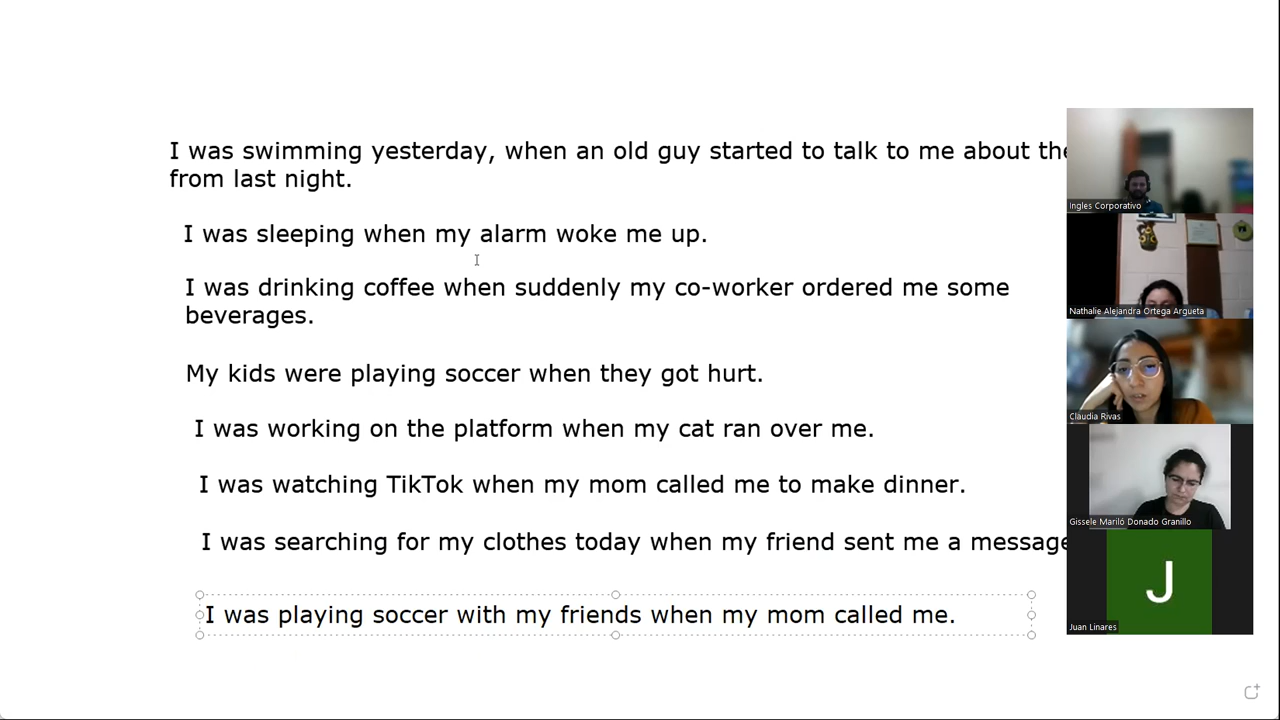 I was swimming yesterday, when an old guy started to talk to me about the
from last night.
I was sleeping when my alarm woke me up.
I was drinking coffee when suddenly my co-worker ordered me some
beverages.
My kids were playing soccer when they got hurt.
I was working on the platform when my cat ran over me.
I was watching TikTok when my mom called me to make dinner.
I was searching for my clothes today when my friend sent me a message
I was playing soccer with my friends when my mom called me.
Ingles Corporativo
Nathalie Alejandra Ortega Argueta
Claudia Rivas
Gissele Mariló Donado Granillo
J
Juan Linares